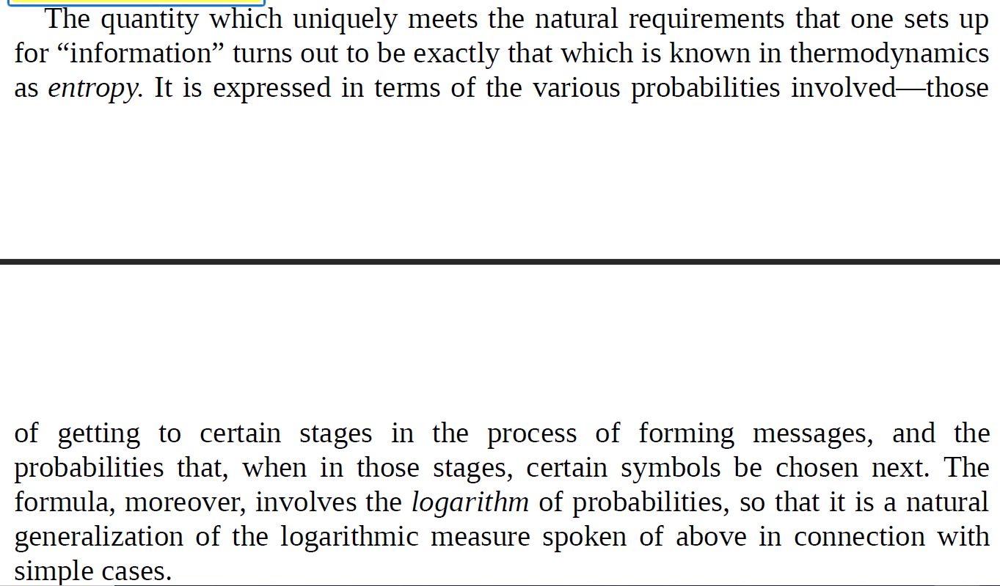 The quantity which uniquely meets the natural requirements that one sets up
for “information” turns out to be exactly that which is known in thermodynamics
as entropy. It is expressed in terms of the various probabilities involved—those
of getting to certain stages in the process of forming messages, and the
probabilities that, when in those stages, certain symbols be chosen next. The
formula, moreover, involves the logarithm of probabilities, so that it is a natural
generalization of the logarithmic measure spoken of above in connection with
simple cases.